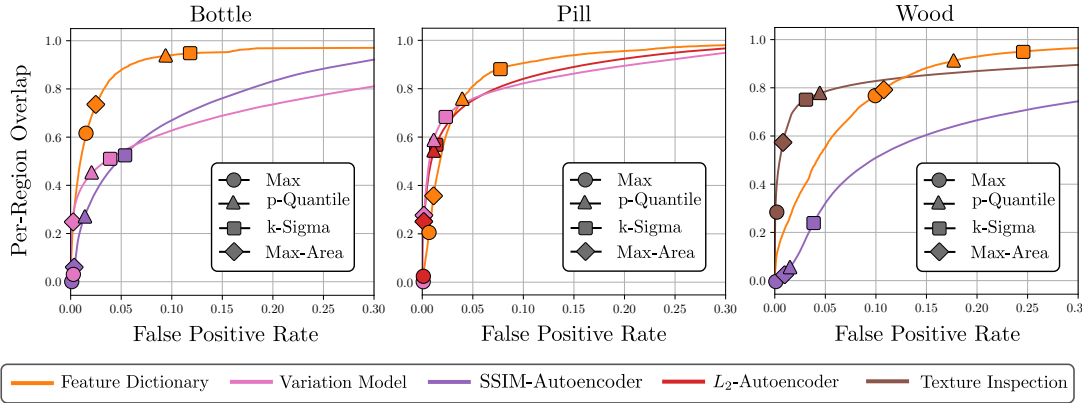 Bottle
Pill
Wood
Per-Region Overlap
1.0
0.8
0.6
0.4
0.2
0.0
Max
p-Quantile
k-Sigma
Max-Area
0.00 0.05 0.10 0.15 0.20 0.25 0.30
False Positive Rate
1.0
0.8
0.6
0.4
0.2
0.0
Max
p-Quantile
k-Sigma
Max-Area
0.00 0.05 0.10 0.15 0.20 0.25 0.30
False Positive Rate
1.0
0.8
0.6
0.4
0.2
0.0
Max
p-Quantile
k-Sigma
Max-Area
0.00 0.05 0.10 0.15 0.20 0.25 0.30
False Positive Rate
Feature Dictionary Variation Model SSIM-Autoencoder L₂-Autoencoder Texture Inspection